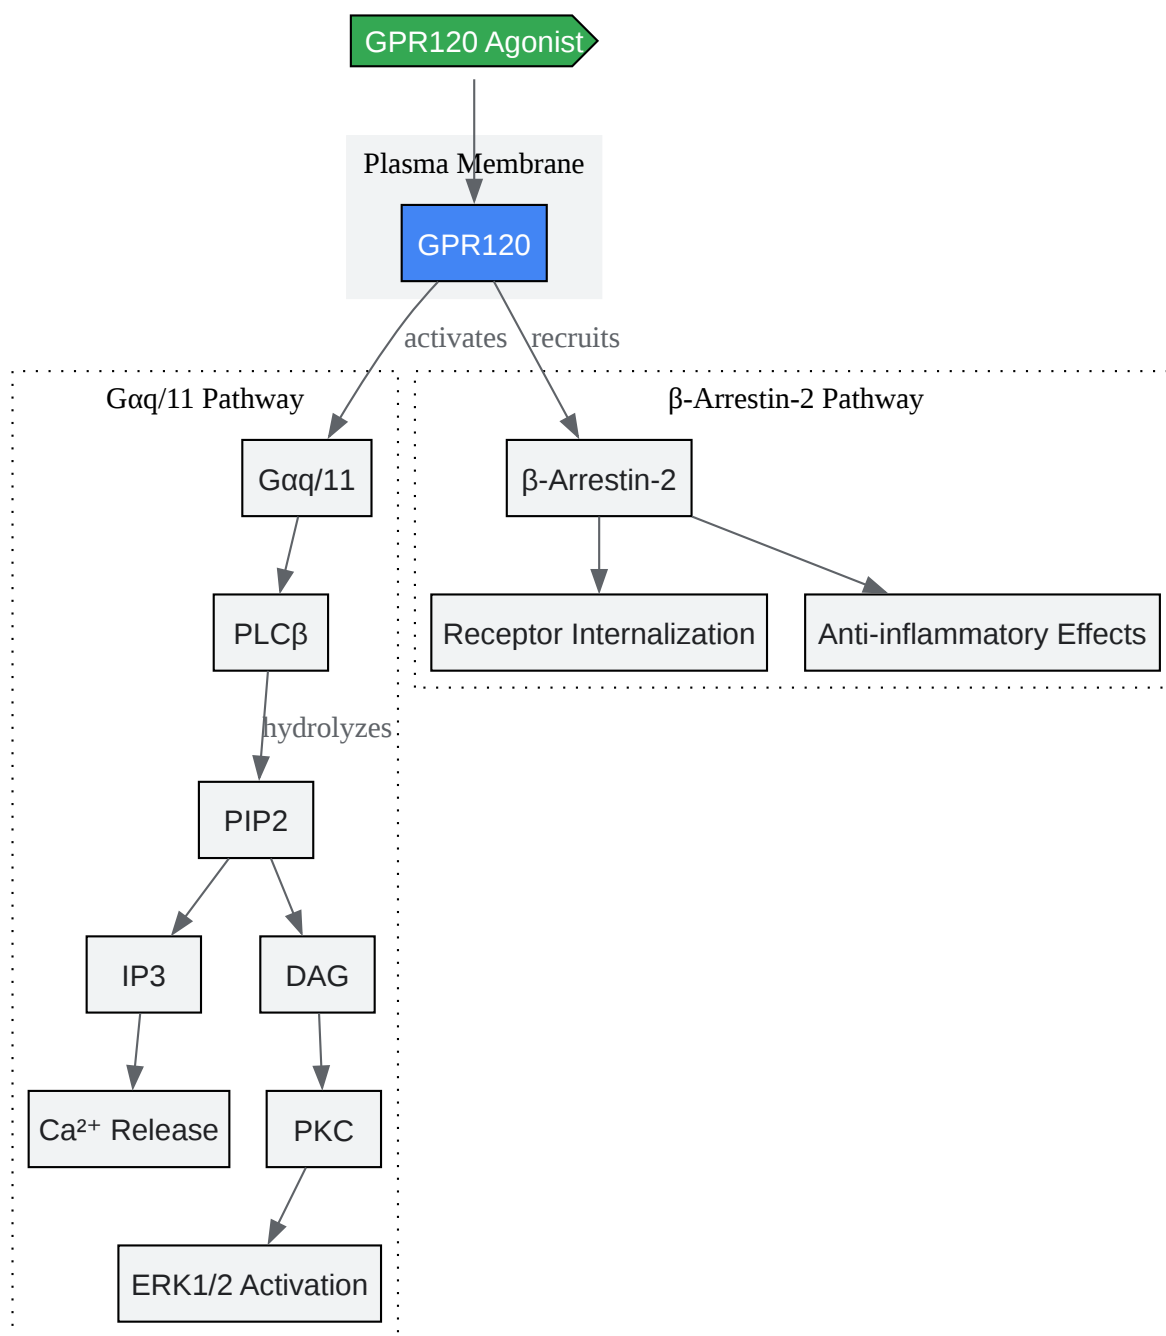 GPR120 Agonist
Plasma Membrane
GPR120
activates
recruits
Gαq/11 Pathway
β-Arrestin-2 Pathway
Gαq/11
β-Arrestin-2
PLCβ
Receptor Internalization
Anti-inflammatory Effects
hydrolyzes
PIP2
IP3
DAG
Ca²⁺ Release
PKC
ERK1/2 Activation